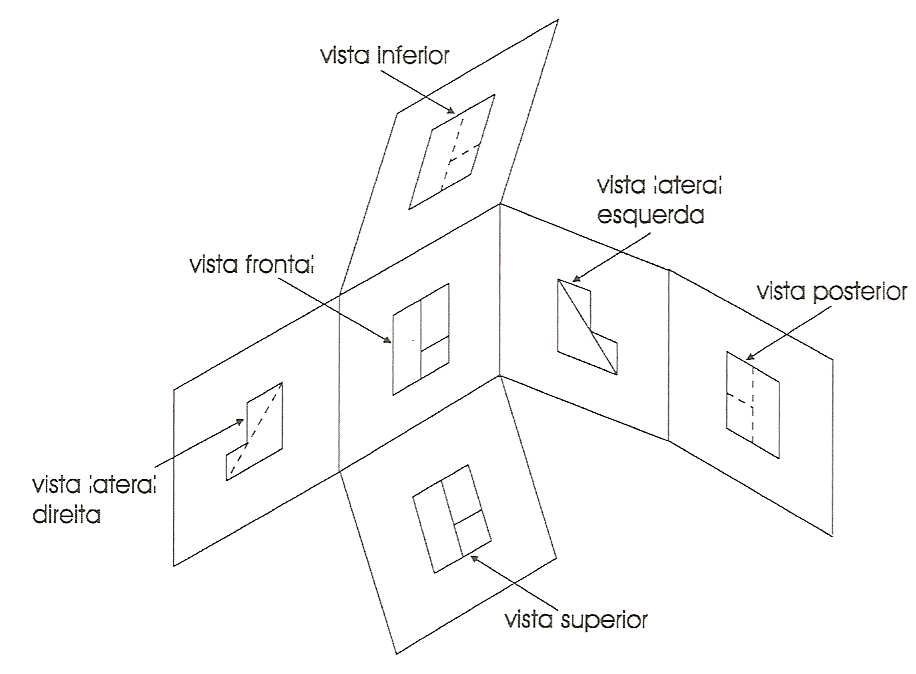 vista inferior
vista lateral
esquerda
vista frontal
vista posterior
vista lateral
direita
vista superior